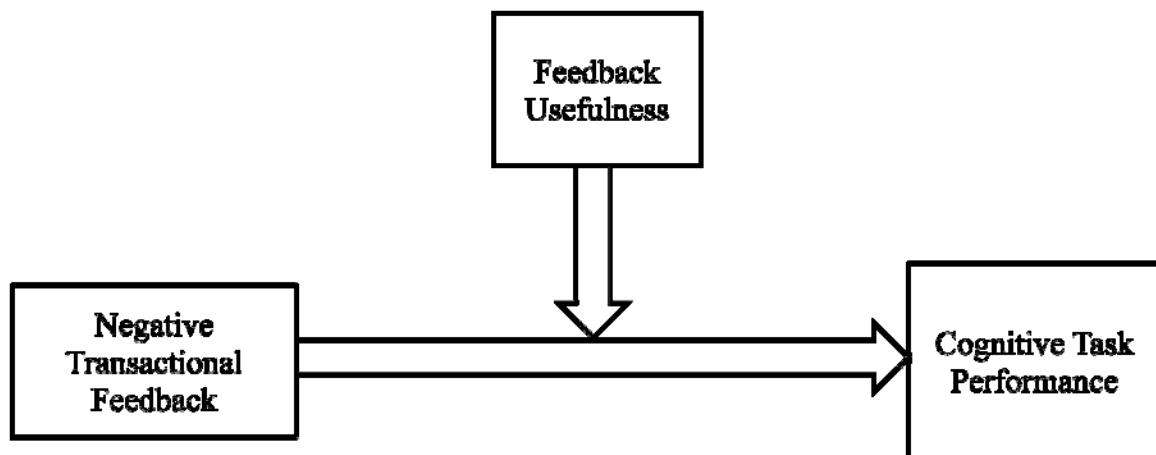 Feedback
Usefulness
Negative
Transactional
Feedback
Cognitive Task
Performance